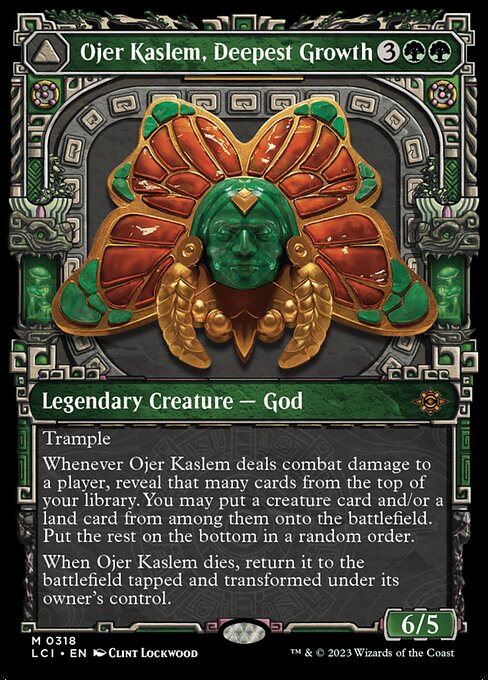 Ojer Kaslem, Deepest Growth 3
Legendary Creature — God
Trample
Whenever Ojer Kaslem deals combat damage to
a player, reveal that many cards from the top of
your library. You may put a creature card and/or a
land card from among them onto the battlefield.
Put the rest on the bottom in a random order.
When Ojer Kaslem dies, return it to the
battlefield tapped and transformed under its
owner's control.
6/5
M 0318
LCI • EN Clint Lockwood
™ & © 2023 Wizards of the Coast